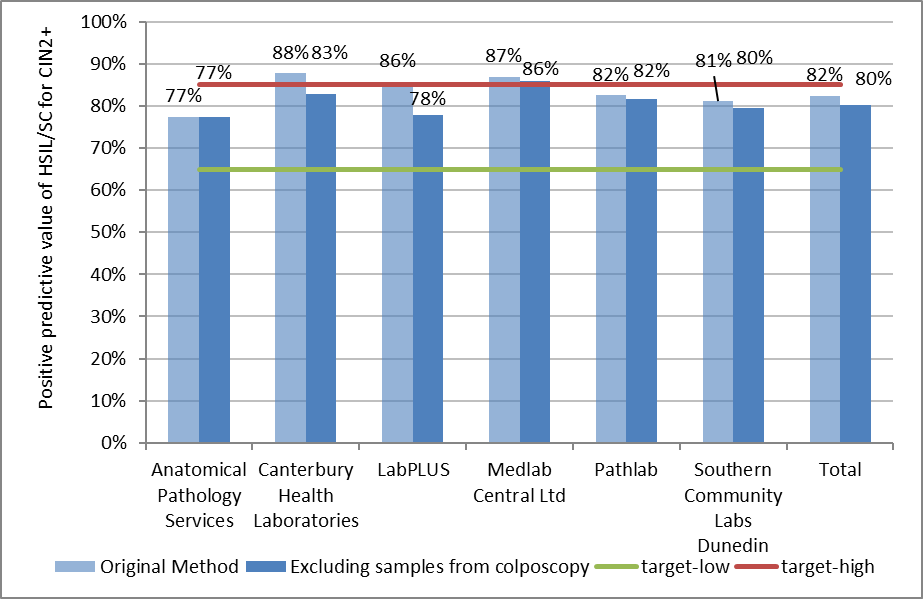 Positive predictive value of HSIL/SC for CIN2+
100%
90%
80%
70%
60%
50%
40%
30%
20%
10%
0%
77%
77%
88%
83%
86%
78%
87%
86%
82%
82%
81%
80%
82%
80%
Anatomical
Pathology
Services
Canterbury
Health
Laboratories
LabPLUS
Medlab
Central Ltd
Pathlab
Southern
Community
Labs
Dunedin
Total
Original Method
Excluding samples from colposcopy
target-low
target-high